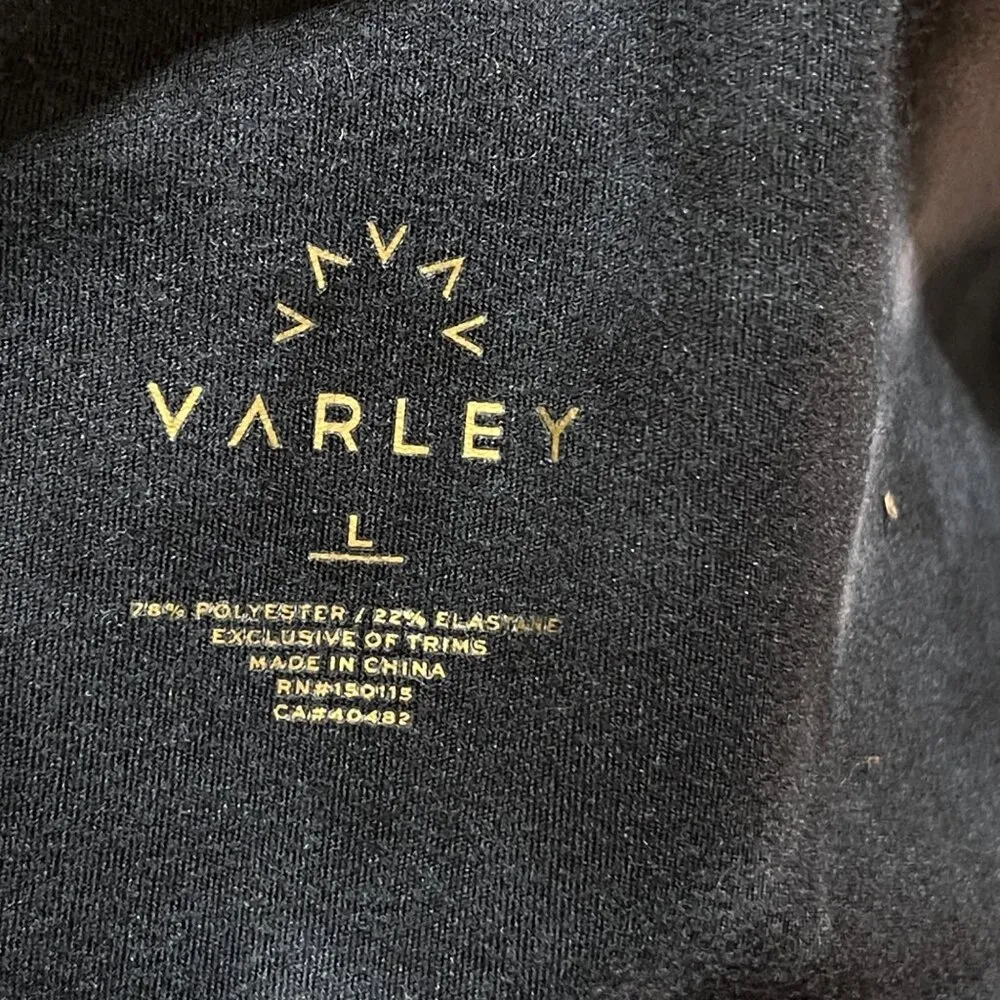 VARLEY
L
78% POLYESTER / 22% ELASTANE
EXCLUSIVE OF TRIMS
MADE IN CHINA
RN#150115
CA#40482